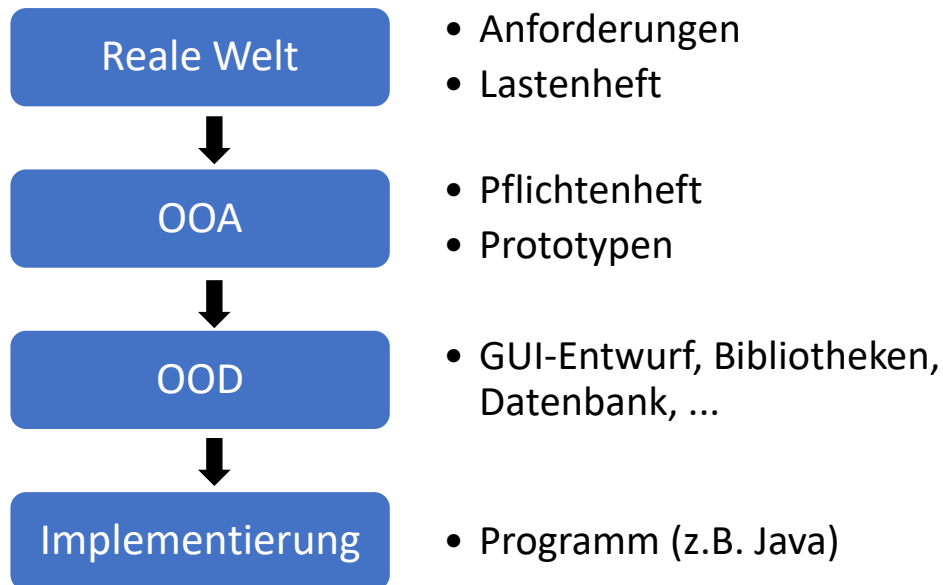 Reale Welt
• Anforderungen
• Lastenheft
OOA
• Pflichtenheft
• Prototypen
OOD
• GUI-Entwurf, Bibliotheken,
Datenbank, ...
Implementierung
• Programm (z.B. Java)